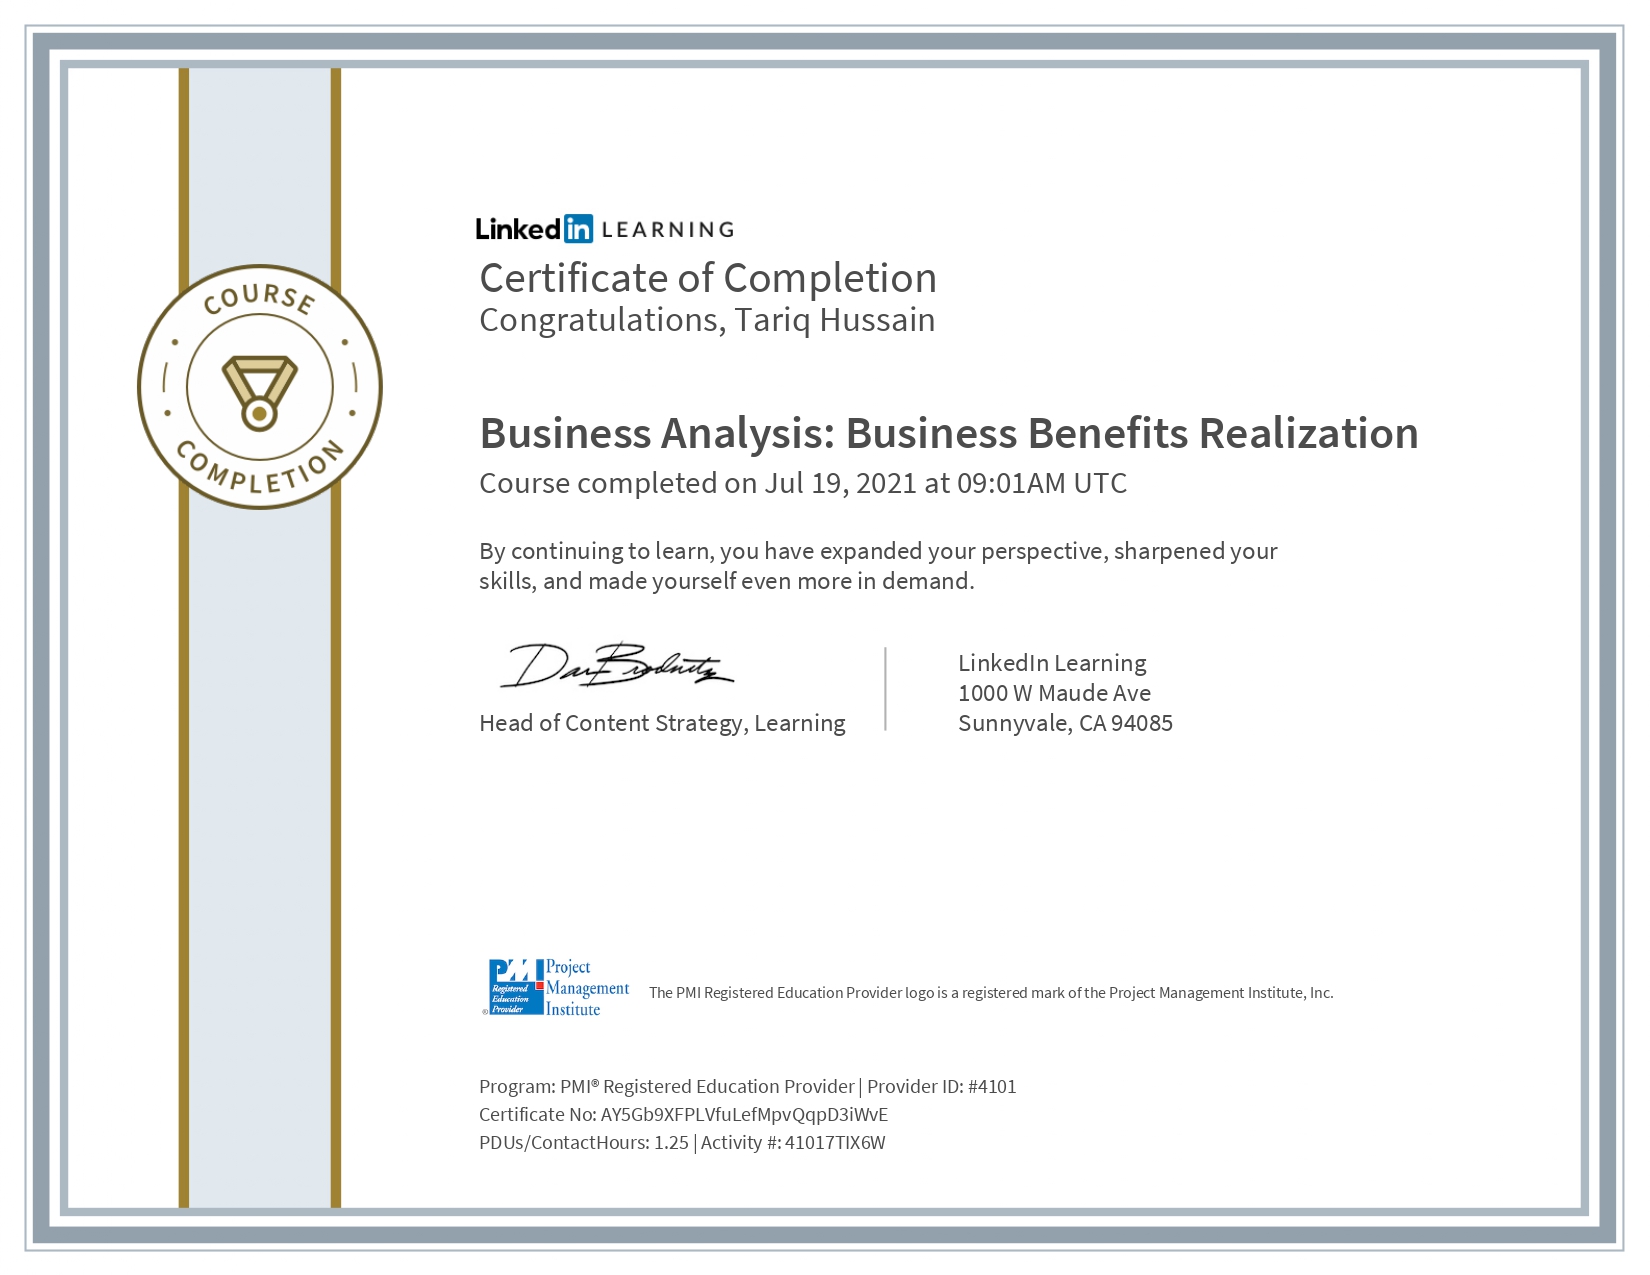 COURSE
COMPLETION
Linkedin LEARNING
Certificate of Completion
Congratulations, Tariq Hussain
Business Analysis: Business Benefits Realization
Course completed on Jul 19, 2021 at 09:01AM UTC
By continuing to learn, you have expanded your perspective, sharpened your
skills, and made yourself even more in demand.
Head of Content Strategy, Learning
LinkedIn Learning
1000 W Maude Ave
Sunnyvale, CA 94085
PMI
Registered
Education
Provider
®
Project
Management
Institute
The PMI Registered Education Provider logo is a registered mark of the Project Management Institute, Inc.
Program: PMI® Registered Education Provider | Provider ID: #4101
Certificate No: AY5Gb9XFPLVfuLefMpvQqpD3iWvE
PDUs/ContactHours: 1.25 | Activity #: 41017TIX6W